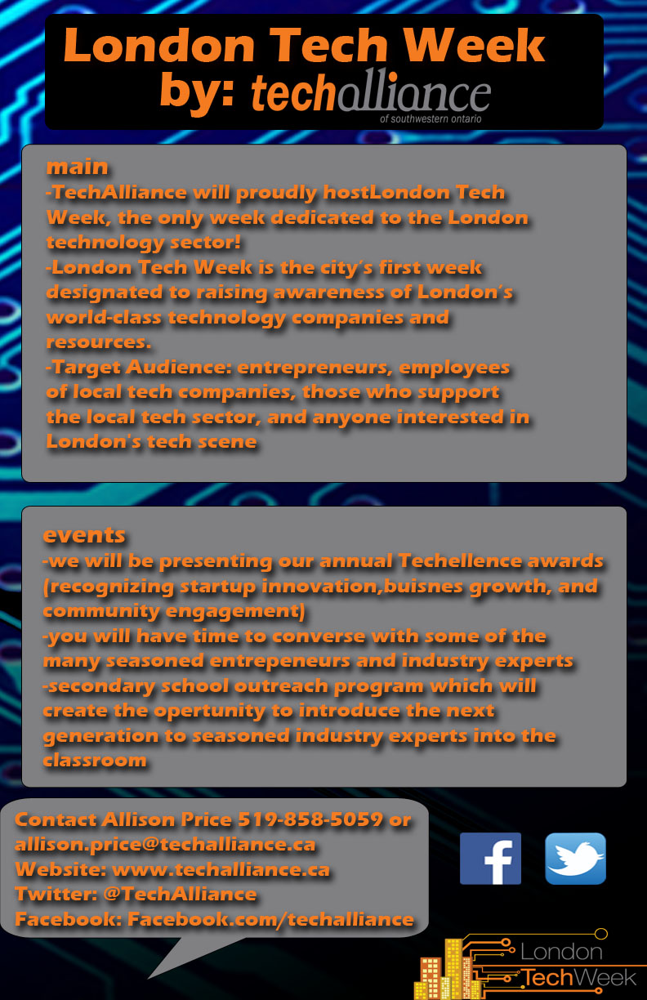 London Tech Week
by: techalliance
of southwestern ontario
main
-TechAlliance will proudly hostLondon Tech
Week, the only week dedicated to the London
technology sector!
-London Tech Week is the city's first week
designated to raising awareness of London's
world-class technology companies and
resources.
-Target Audience: entrepreneurs, employees
of local tech companies, those who support
the local tech sector, and anyone interested in
London's tech scene
events
-we will be presenting our annual Techellence awards
(recognizing startup innovation,buisnes growth, and
community engagement)
-you will have time to converse with some of the
many seasoned entrepeneurs and industry experts
-secondary school outreach program which will
create the opertunity to introduce the next
generation to seasoned industry experts into the
classroom
Contact Allison Price 519-858-5059 or
allison.price@techalliance.ca
Website: www.techalliance.ca
Twitter: @TechAlliance
Facebook: Facebook.com/techalliance
f
London
TechWeek